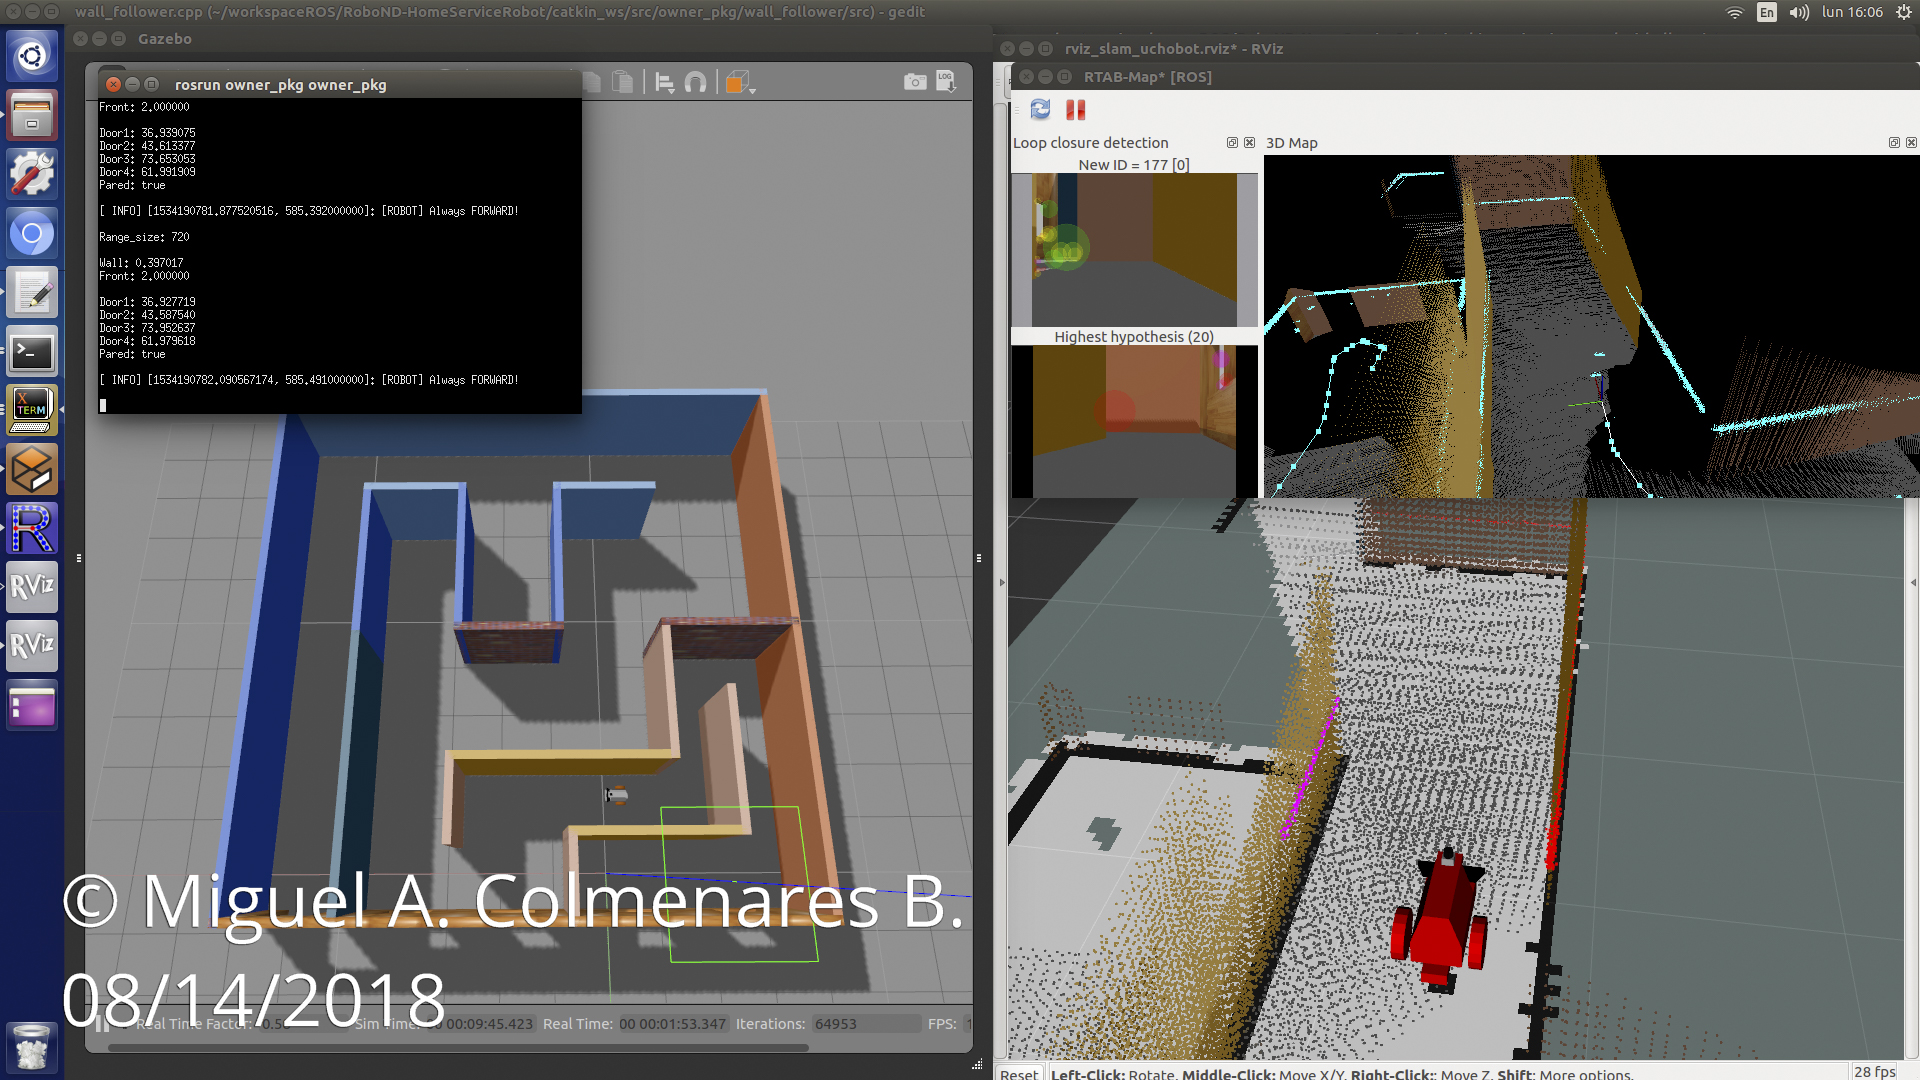 wall_follower.cpp (~/workspaceROS/RoboND-HomeServiceRobot/catkin_ws/src/owner_pkg/wall_follower/src) - gedit
En
lun 16:06
Gazebo
rosrun owner_pkg owner_pkg
LOG
Front: 2.000000
Door1: 36.939075
Door2: 43.613377
Door3: 73.653053
Door4: 61.991909
Pared: true
[ INFO] [1534190781.877520516, 585.392000000]: [ROBOT] Always FORWARD!
Range_size: 720
Wall: 0.397017
Front: 2.000000
Door1: 36.927719
Door2: 43.587540
Door3: 73.952637
Door4: 61.979618
Pared: true
[ INFO] [1534190782.090567174, 585.491000000]: [ROBOT] Always FORWARD!
X
TERM
R
RViz
RViz
rviz_slam_uchobot.rviz* - RViz
RTAB-Map* [ROS]
Loop closure detection
3D Map
New ID = 177 [0]
Highest hypothesis (20)
© Miguel A. Colmenares B.
08/14/2018
Real Time Factor:
Sim Time:
00:09:45.423
Real Time:
00 00:01:53.347
Iterations:
64953
FPS:
Reset
Left-Click: Rotate. Middle-Click: Move X/Y. Right-Click:: Move Z. Shift: More options.
28 fps